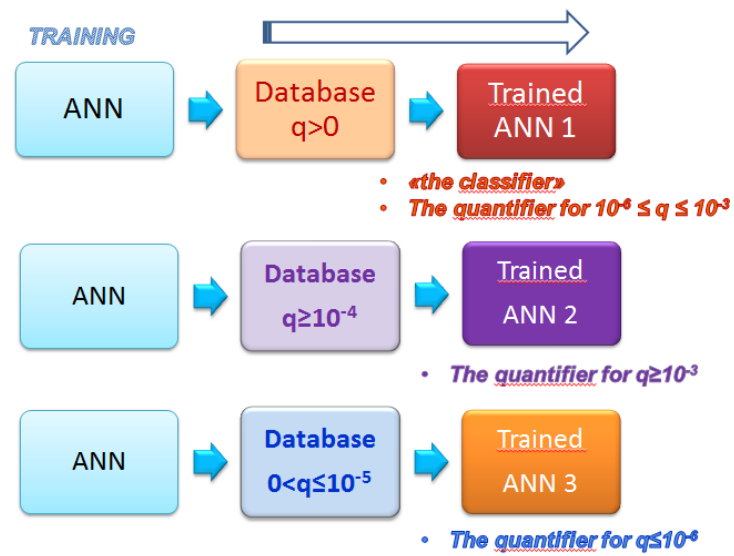 TRAINING
ANN
Database
q>0
Trained
ANN 1
• «the classifier»
• The quantifier for 10⁻⁶ ≤ q ≤ 10⁻³
ANN
Database
q≥10⁻⁴
Trained
ANN 2
• The quantifier for q≥10⁻³
ANN
Database
0<q≤10⁻⁵
Trained
ANN 3
• The quantifier for q≤10⁻⁶